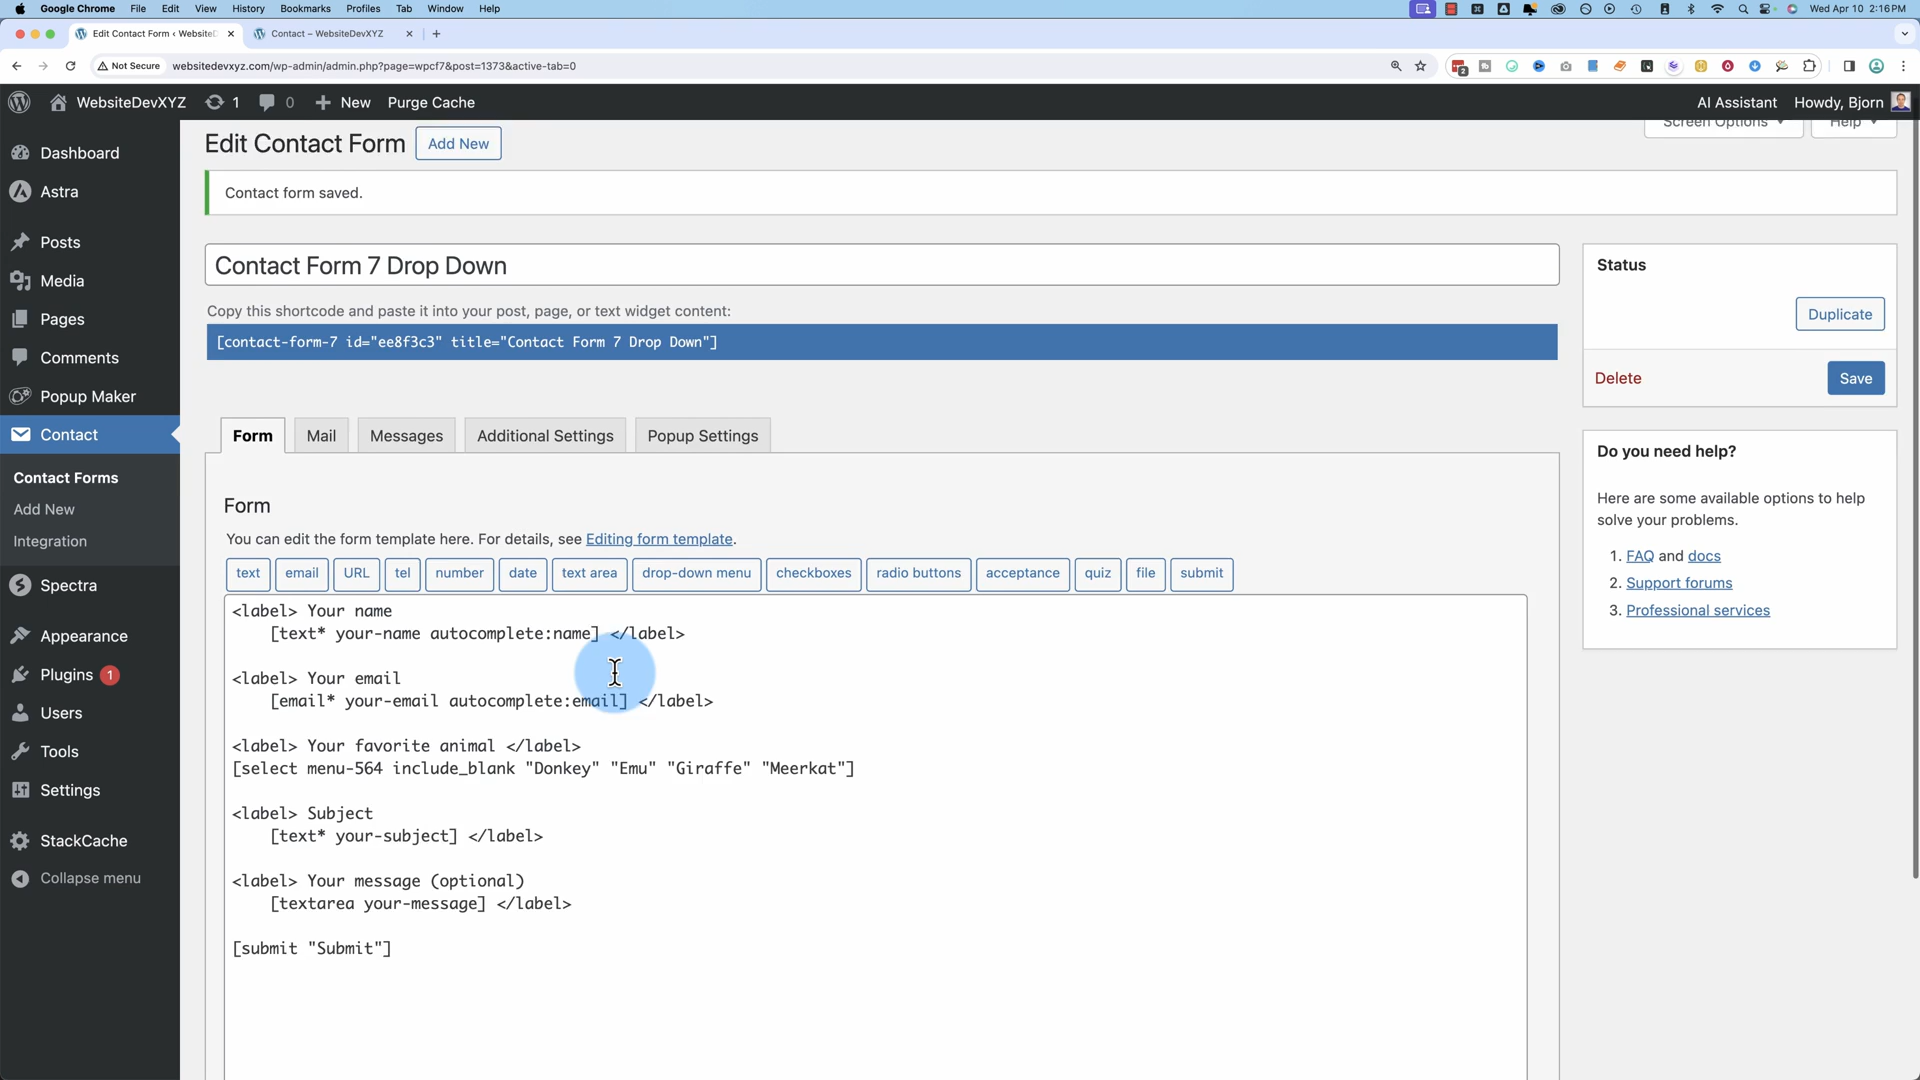 Google Chrome File Edit View History Bookmarks Profiles Tab Window Help Wed Apr 10 2:16 PM
Edit Contact Form ‹ WebsiteD Contact – WebsiteDevXYZ
Not Secure websitedevxyz.com/wp-admin/admin.php?page=wpcf7&post=1373&active-tab=0 2
WebsiteDevXYZ 1 0 New Purge Cache AI Assistant Howdy, Bjorn
Screen Options Help
Dashboard
Astra
Posts
Media
Pages
Comments
Popup Maker
Contact
Contact Forms
Add New
Integration
Spectra
Appearance
Plugins 1
Users
Tools
Settings
StackCache
Collapse menu
Edit Contact Form Add New
Contact form saved.
Contact Form 7 Drop Down
Copy this shortcode and paste it into your post, page, or text widget content:
[contact-form-7 id="ee8f3c3" title="Contact Form 7 Drop Down"]
Form Mail Messages Additional Settings Popup Settings
Form
You can edit the form template here. For details, see Editing form template.
text email URL tel number date text area drop-down menu checkboxes radio buttons acceptance quiz file submit
<label> Your name
[text* your-name autocomplete:name] </label>
<label> Your email
[email* your-email autocomplete:email] </label>
<label> Your favorite animal </label>
[select menu-564 include_blank "Donkey" "Emu" "Giraffe" "Meerkat"]
<label> Subject
[text* your-subject] </label>
<label> Your message (optional)
[textarea your-message] </label>
[submit "Submit"]
Status
Duplicate
Delete Save
Do you need help?
Here are some available options to help
solve your problems.
1. FAQ and docs
2. Support forums
3. Professional services